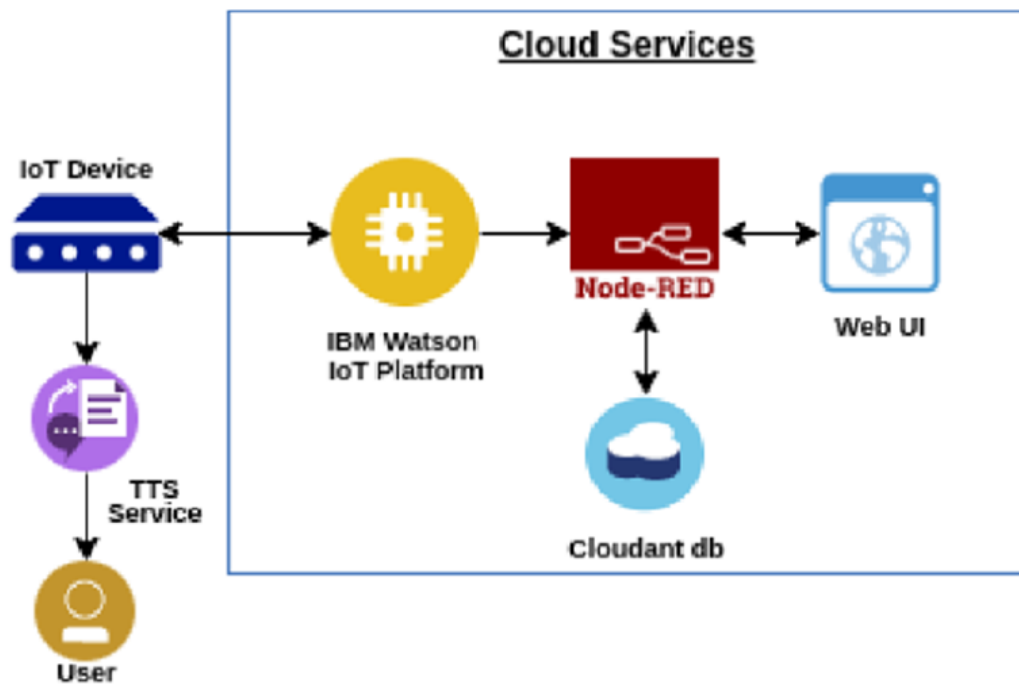 Cloud Services
IoT Device
Node-RED
IBM Watson
IoT Platform
Web UI
TTS
Service
Cloudant db
User